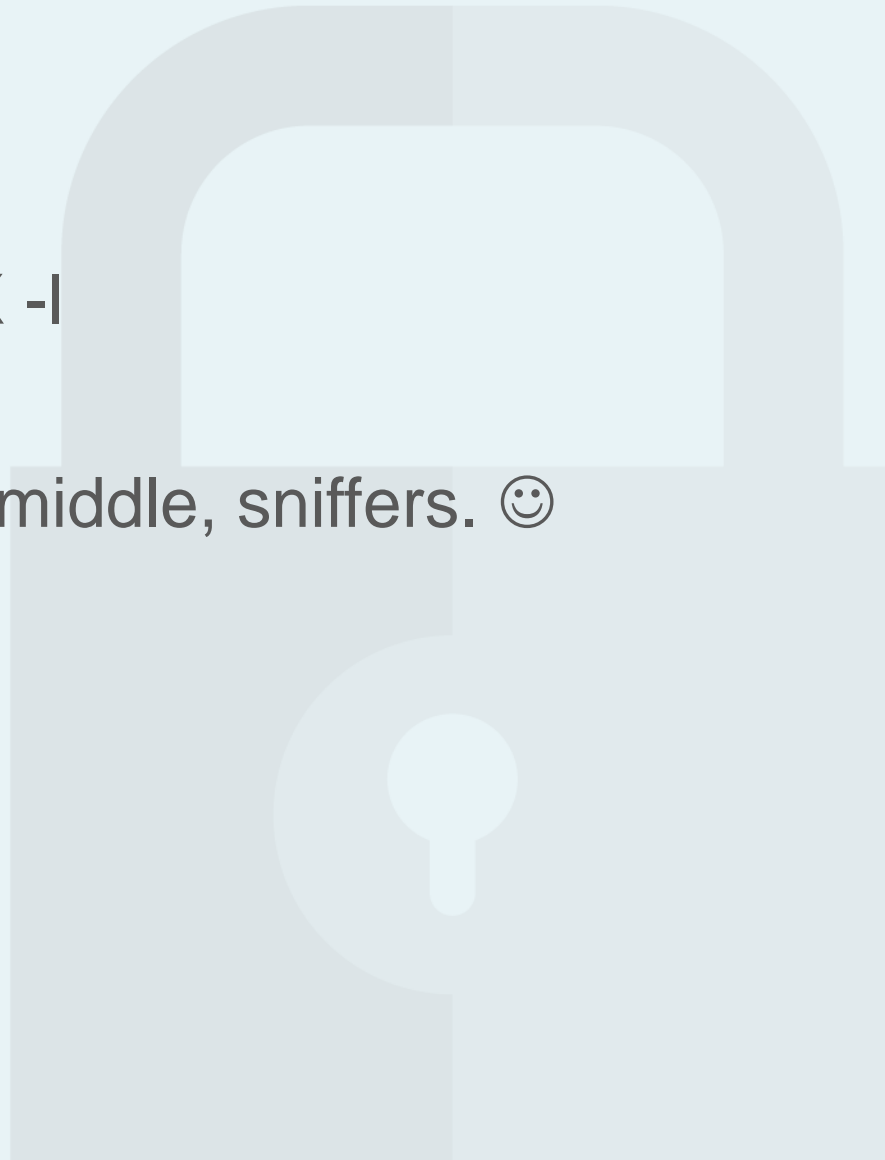 -l
middle, sniffers. ☺